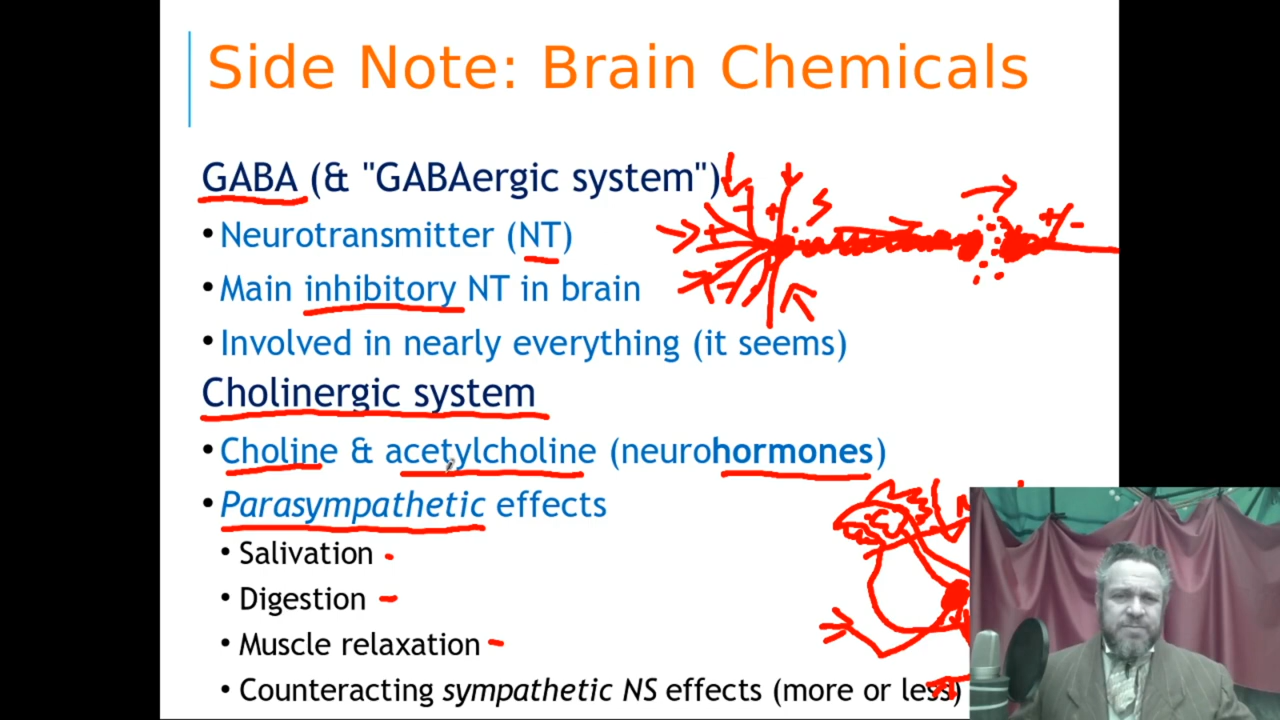 Side Note: Brain Chemicals
GABA (& "GABAergic system")
• Neurotransmitter (NT)
• Main inhibitory NT in brain
• Involved in nearly everything (it seems)
Cholinergic system
• Choline & acetylcholine (neurohormones)
• Parasympathetic effects
• Salivation
• Digestion
• Muscle relaxation
• Counteracting sympathetic NS effects (more or less)